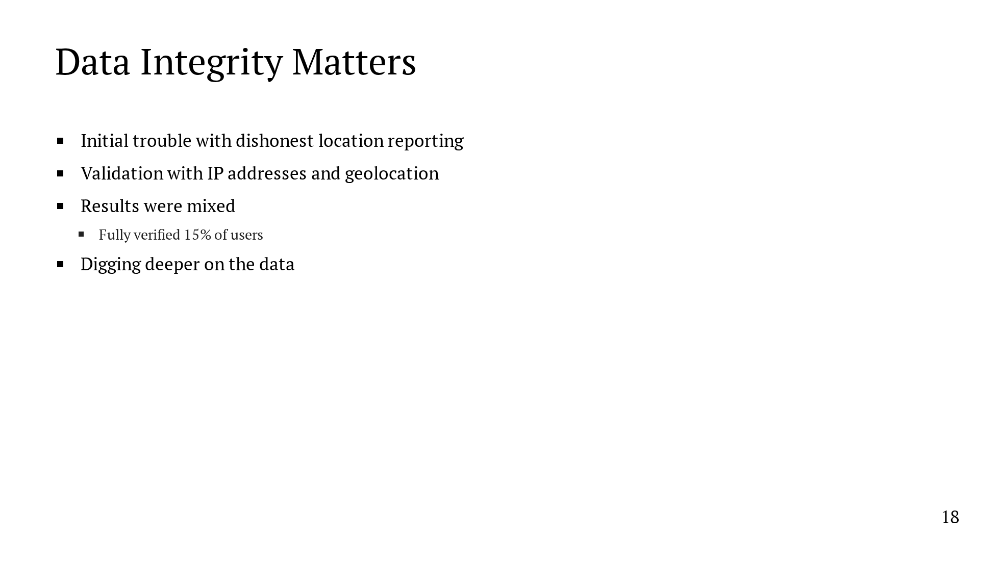 Data Integrity Matters
▪ Initial trouble with dishonest location reporting
▪ Validation with IP addresses and geolocation
▪ Results were mixed
▪ Fully verified 15% of users
▪ Digging deeper on the data
18